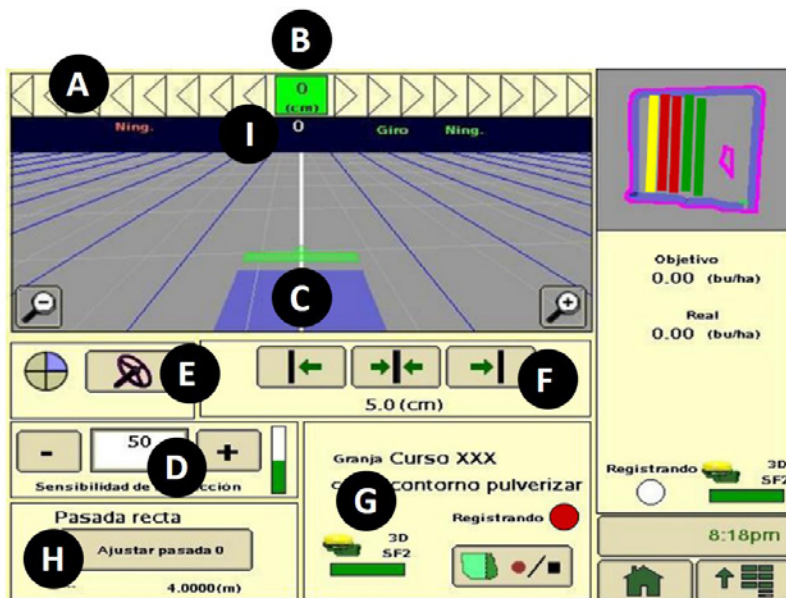 B
A
0
(cm)
Ning.
I
0
Giro
Ning.
C
Objetivo
0.00 (bu/ha)
Real
0.00 (bu/ha)
E
F
5.0 (cm)
-
50
+
D
Sensibilidad de
Granja Curso XXX
contorno pulverizar
G
Registrando
3D
SF2
Registrando
3D
SF2
Pasada recta
H
Ajustar pasada 0
4.0000(m)
8:18pm